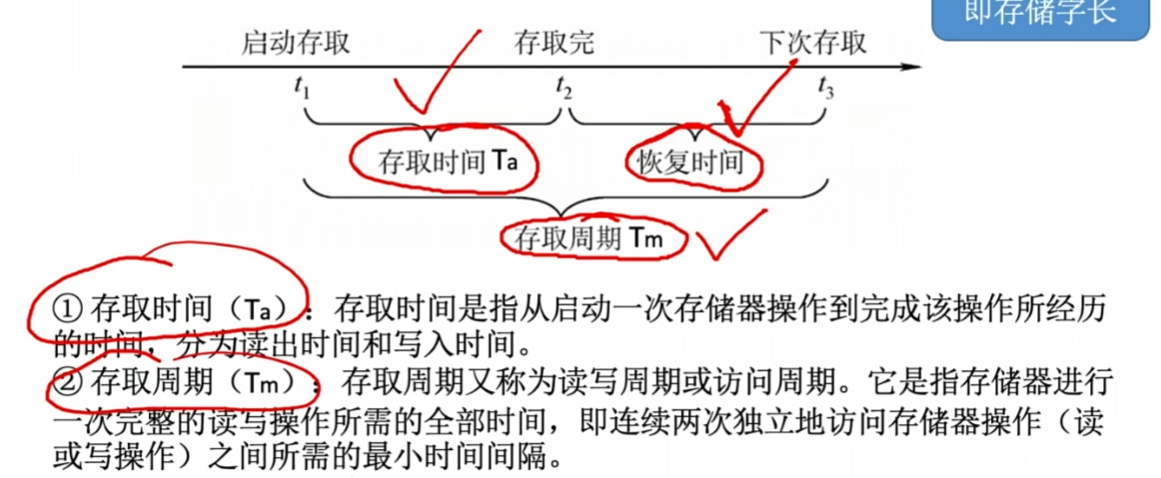 即存储字长
启动存取 存取完 下次存取
t1 t2 t3
存取时间 Ta 恢复时间
存取周期 Tm
① 存取时间（Ta）：存取时间是指从启动一次存储器操作到完成该操作所经历
的时间，分为读出时间和写入时间。
② 存取周期（Tm）：存取周期又称为读写周期或访问周期。它是指存储器进行
一次完整的读写操作所需的全部时间，即连续两次独立地访问存储器操作（读
或写操作）之间所需的最小时间间隔。